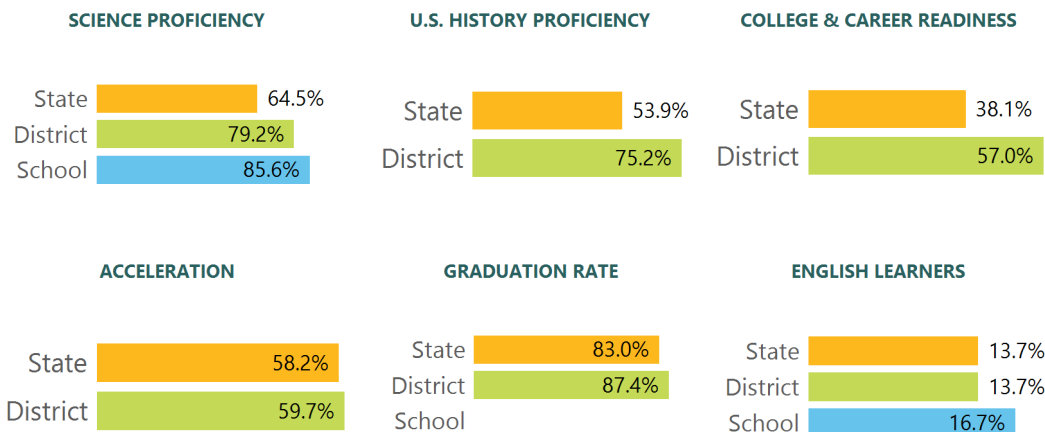 SCIENCE PROFICIENCY
State 64.5%
District 79.2%
School 85.6%
U.S. HISTORY PROFICIENCY
State 53.9%
District 75.2%
COLLEGE & CAREER READINESS
State 38.1%
District 57.0%
ACCELERATION
State 58.2%
District 59.7%
GRADUATION RATE
State 83.0%
District 87.4%
School
ENGLISH LEARNERS
State 13.7%
District 13.7%
School 16.7%